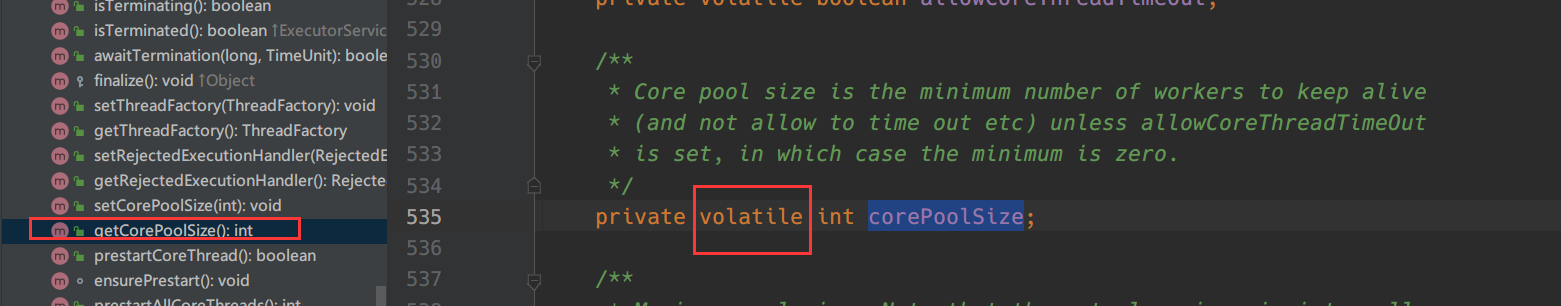 isTerminating(): boolean
isTerminated(): boolean ↑ExecutorServic
awaitTermination(long, TimeUnit): boole
finalize(): void ↑Object
setThreadFactory(ThreadFactory): void
getThreadFactory(): ThreadFactory
setRejectedExecutionHandler(RejectedE
getRejectedExecutionHandler(): Rejecte
setCorePoolSize(int): void
getCorePoolSize(): int
prestartCoreThread(): boolean
ensurePrestart(): void
prestartAllCoreThreads(): int
528 private volatile boolean allowCoreThreadTimeOut;
529
530 /**
531 * Core pool size is the minimum number of workers to keep alive
532 * (and not allow to time out etc) unless allowCoreThreadTimeOut
533 * is set, in which case the minimum is zero.
534 */
535 private volatile int corePoolSize;
536
537 /**